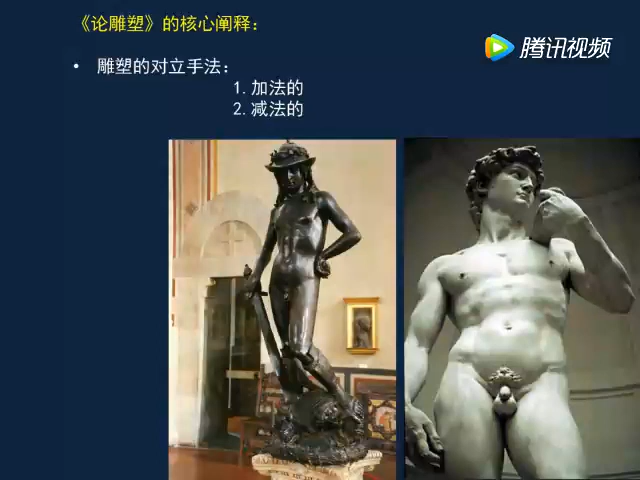 《论雕塑》的核心阐释：
腾讯视频
• 雕塑的对立手法：
1.加法的
2.减法的